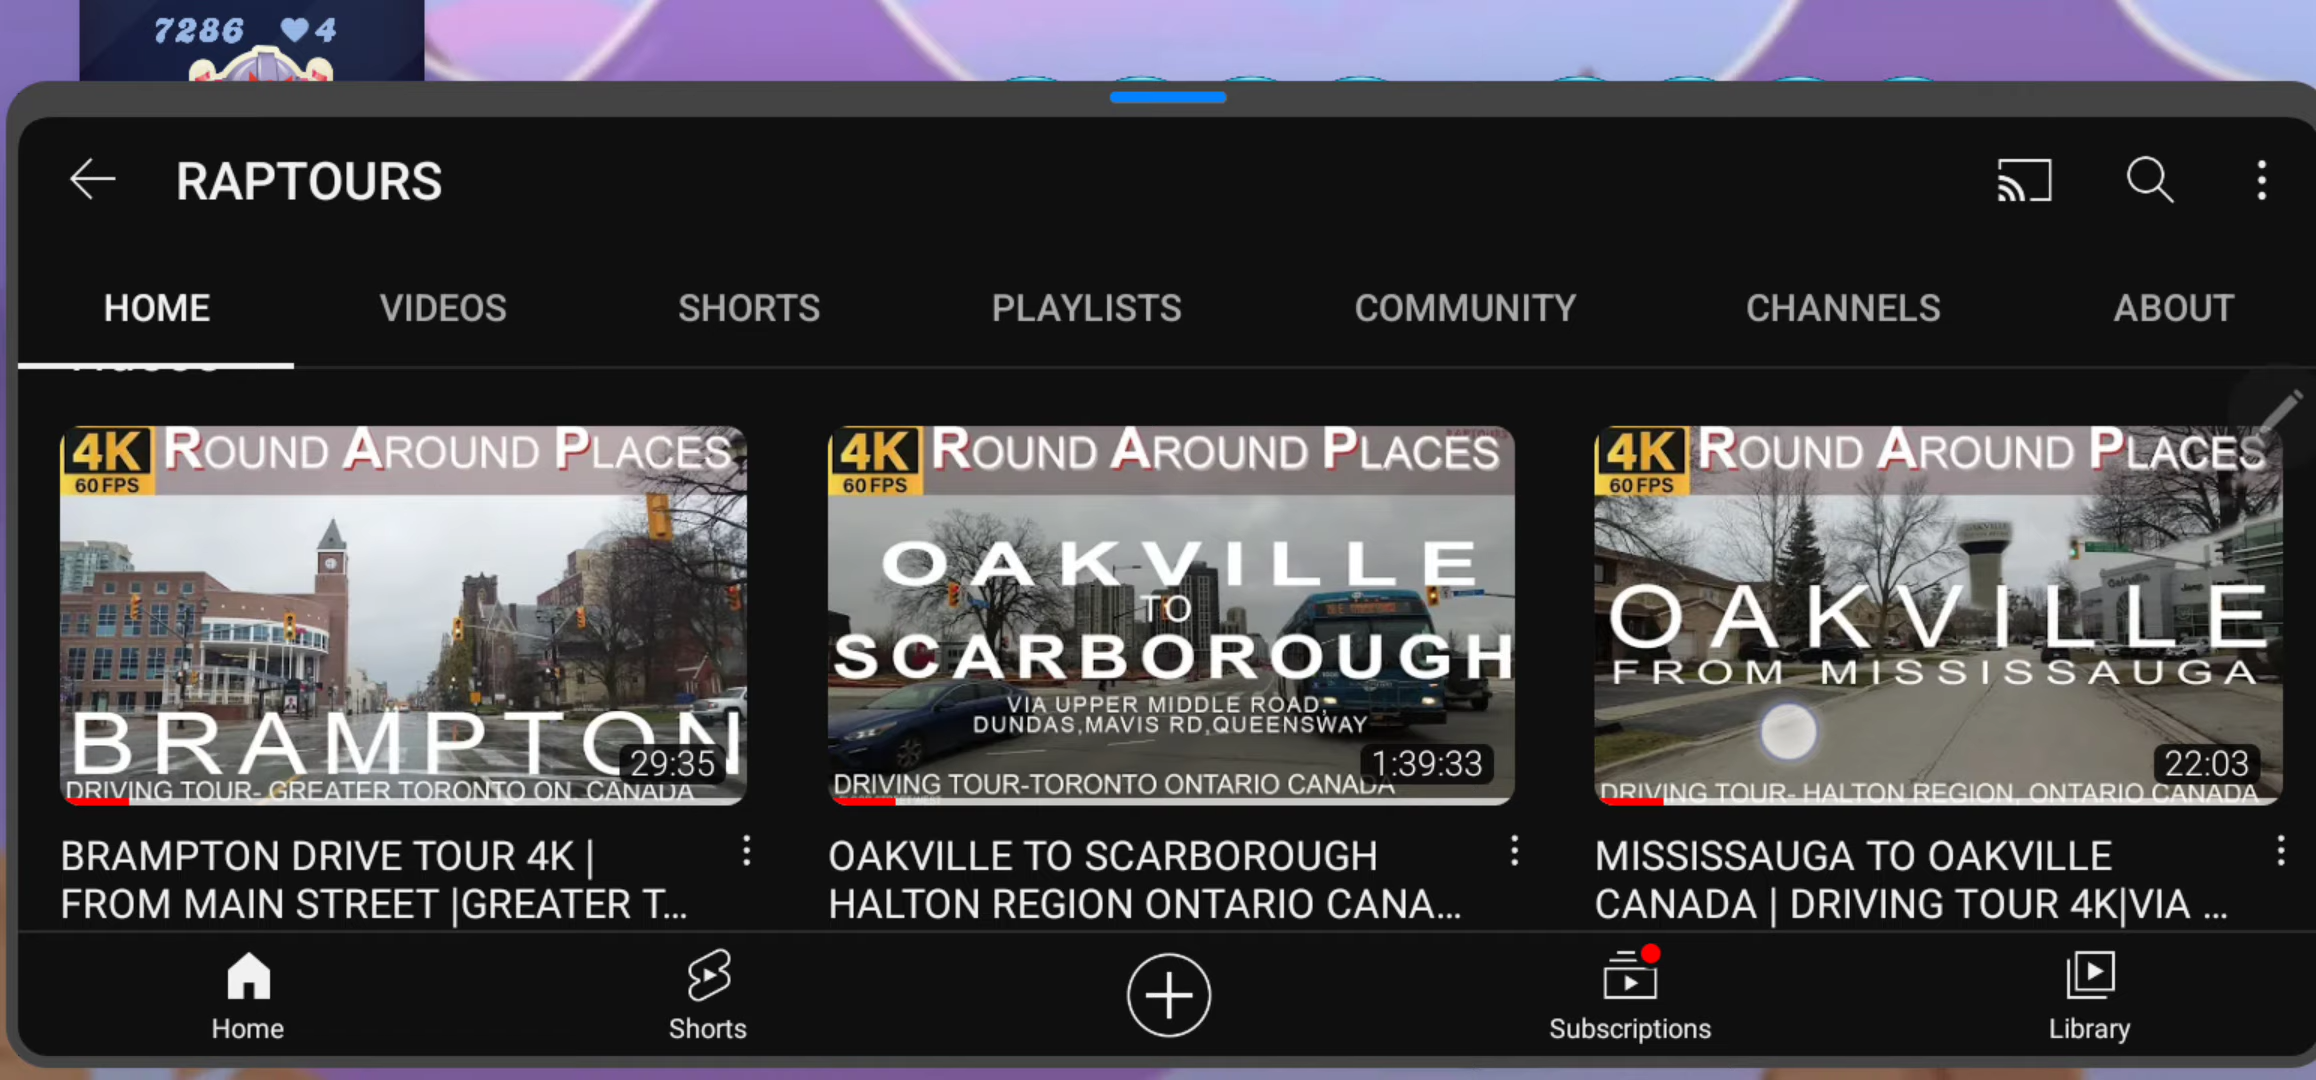 7286 4
RAPTOURS
HOME VIDEOS SHORTS PLAYLISTS COMMUNITY CHANNELS ABOUT
4K 60 FPS ROUND AROUND PLACES
BRAMPTON
29:35
DRIVING TOUR- GREATER TORONTO ON. CANADA
4K 60 FPS ROUND AROUND PLACES
OAKVILLE
TO
SCARBOROUGH
VIA UPPER MIDDLE ROAD,
DUNDAS,MAVIS RD,QUEENSWAY
1:39:33
DRIVING TOUR-TORONTO ONTARIO CANADA
4K 60 FPS ROUND AROUND PLACES
OAKVILLE
FROM MISSISSAUGA
22:03
DRIVING TOUR- HALTON REGION, ONTARIO CANADA
BRAMPTON DRIVE TOUR 4K |
FROM MAIN STREET |GREATER T...
OAKVILLE TO SCARBOROUGH
HALTON REGION ONTARIO CANA...
MISSISSAUGA TO OAKVILLE
CANADA | DRIVING TOUR 4K|VIA ...
Home Shorts Subscriptions Library